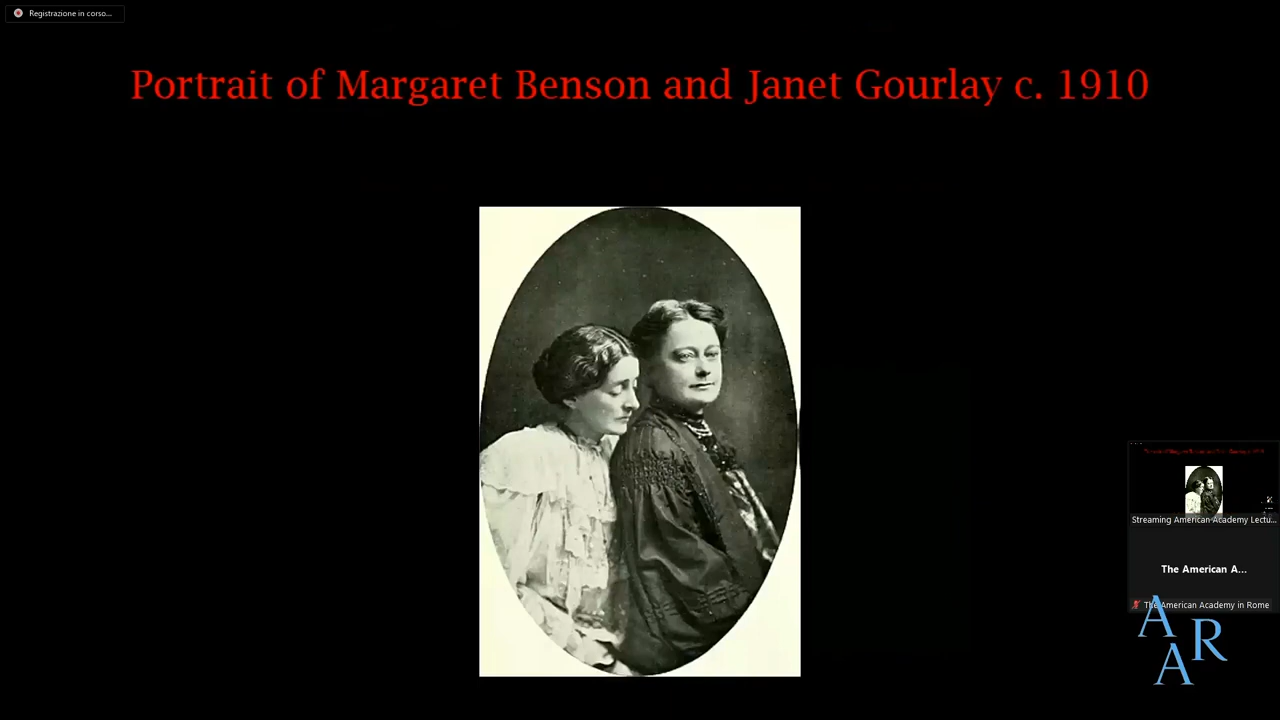 Registrazione in corso...
Portrait of Margaret Benson and Janet Gourlay c. 1910
Streaming American Academy Lectu...
The American A...
The American Academy in Rome
A
R
A